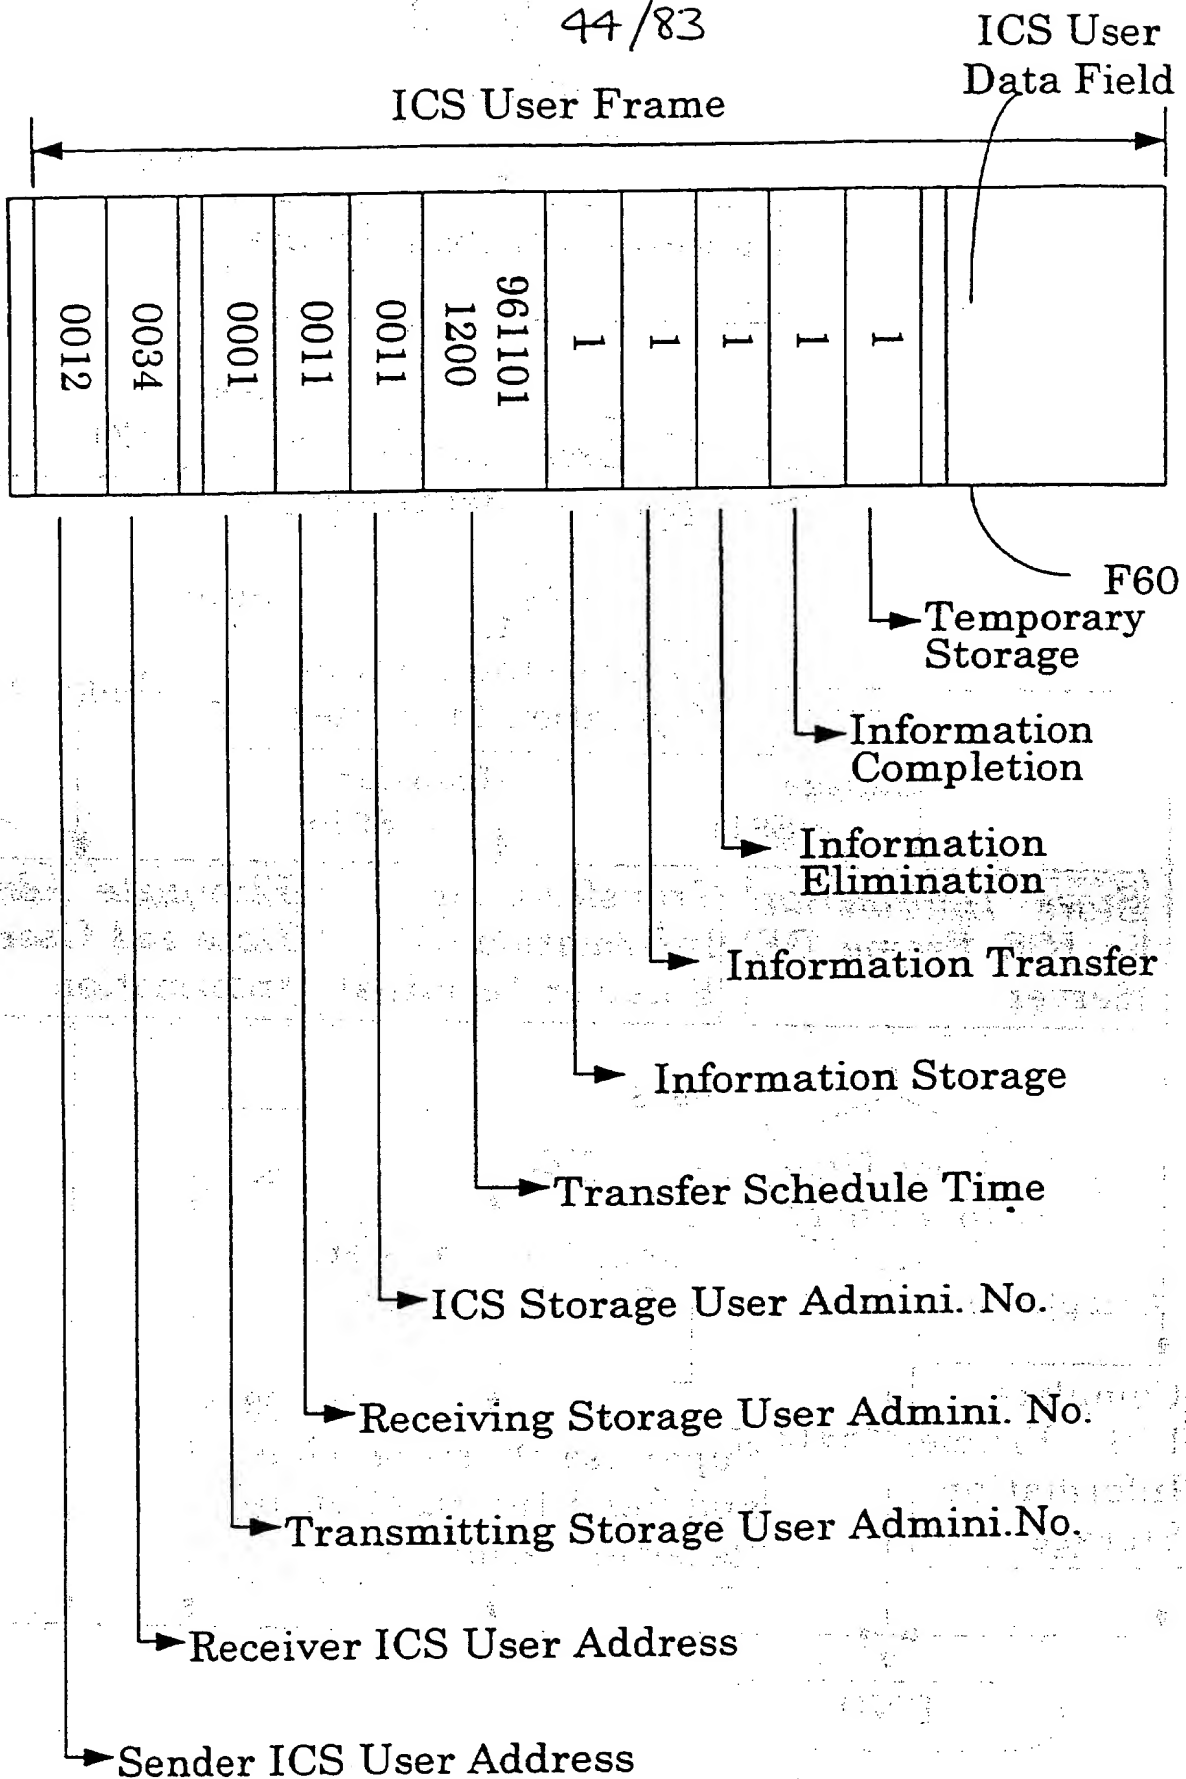 44/83
ICS User
Data Field
ICS User Frame
0012
0034
0001
0011
0011
961101
1200
1
1
1
1
1
F60
Temporary
Storage
Information
Completion
Information
Elimination
Information Transfer
Information Storage
Transfer Schedule Time
ICS Storage User Admini. No.
Receiving Storage User Admini. No.
Transmitting Storage User Admini.No.
Receiver ICS User Address
Sender ICS User Address